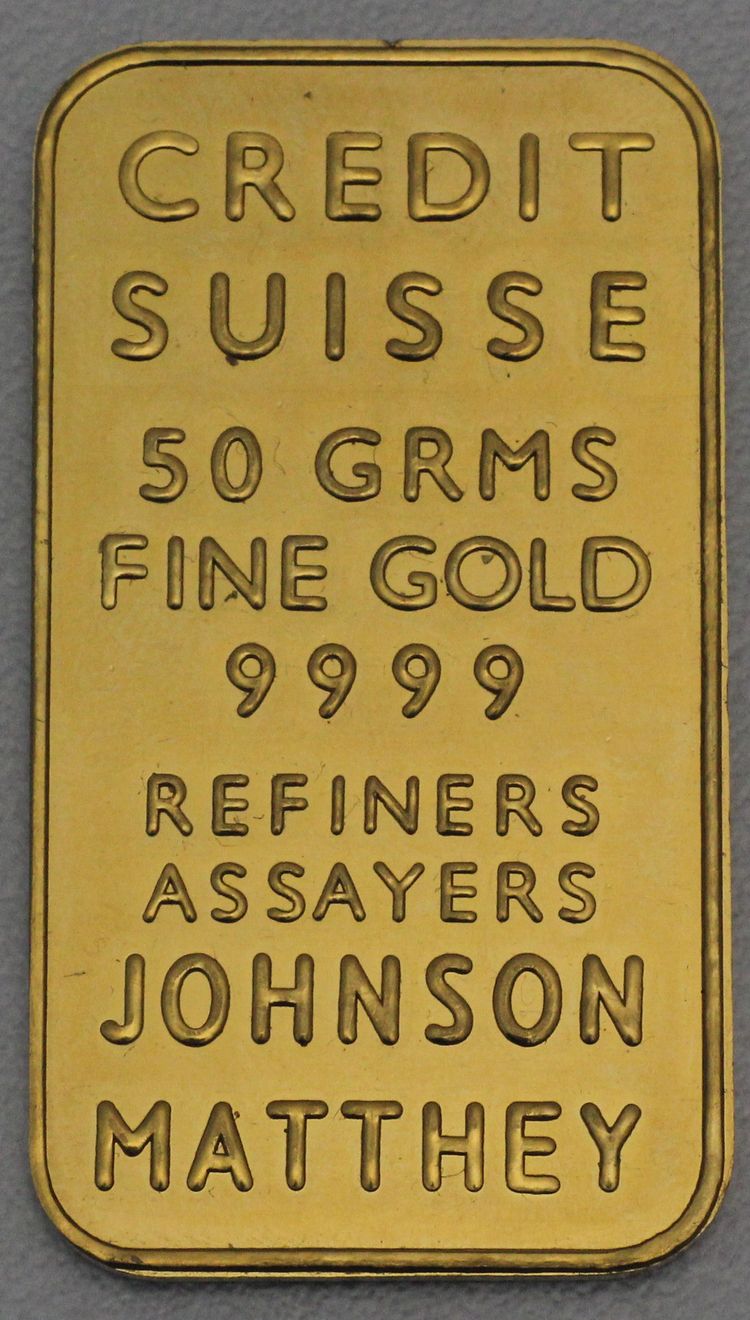 CREDIT
SUISSE
50 GRMS
FINE GOLD
9999
REFINERS
ASSAYERS
JOHNSON
MATTHEY